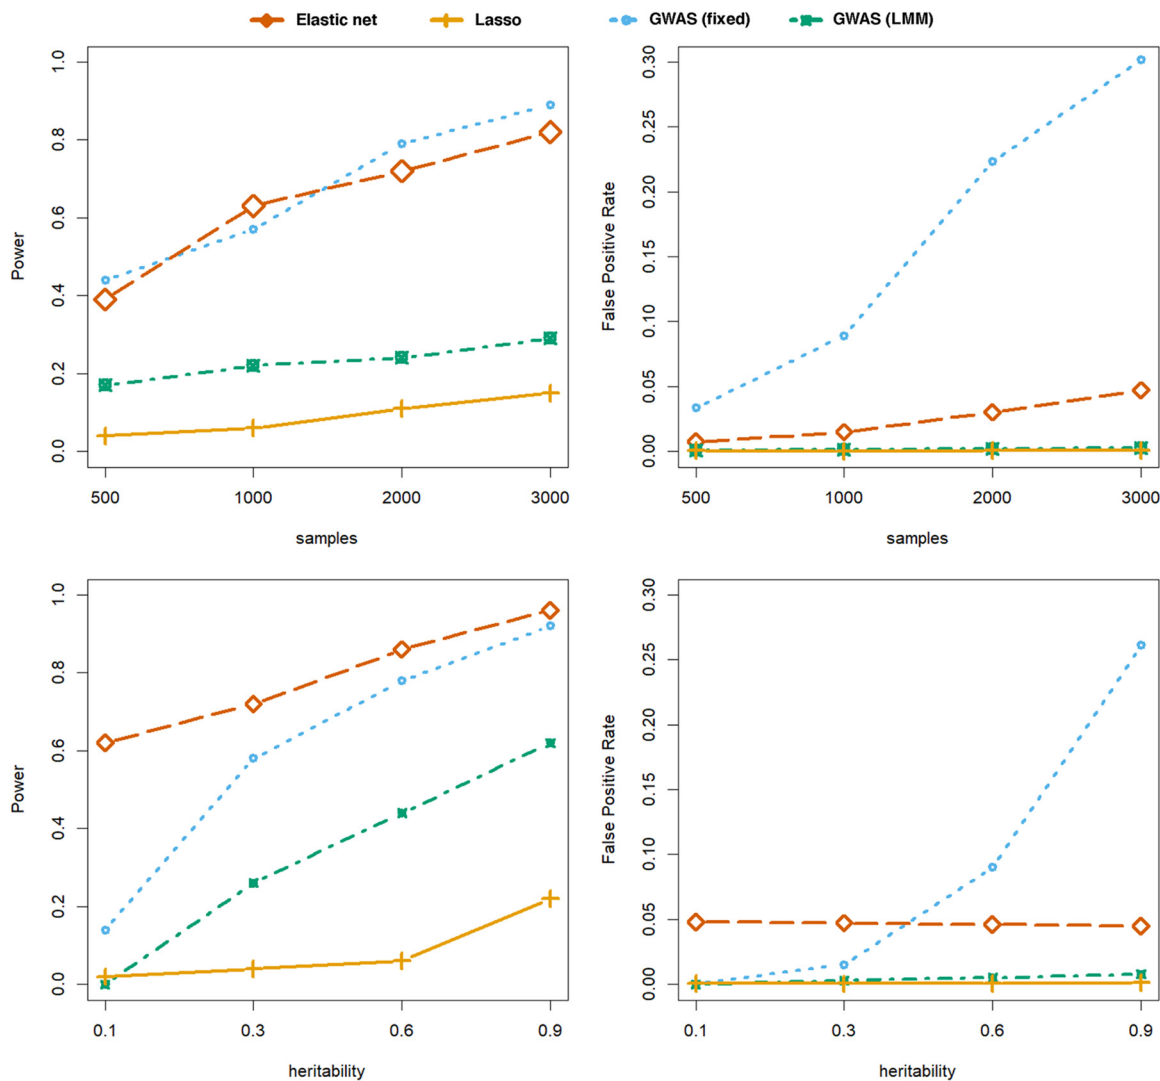 Elastic net Lasso GWAS (fixed) GWAS (LMM)
Power
1.0
0.8
0.6
0.4
0.2
0.0
500 1000 2000 3000
samples
False Positive Rate
0.30
0.25
0.20
0.15
0.10
0.05
0.00
500 1000 2000 3000
samples
Power
1.0
0.8
0.6
0.4
0.2
0.0
0.1 0.3 0.6 0.9
heritability
False Positive Rate
0.30
0.25
0.20
0.15
0.10
0.05
0.00
0.1 0.3 0.6 0.9
heritability